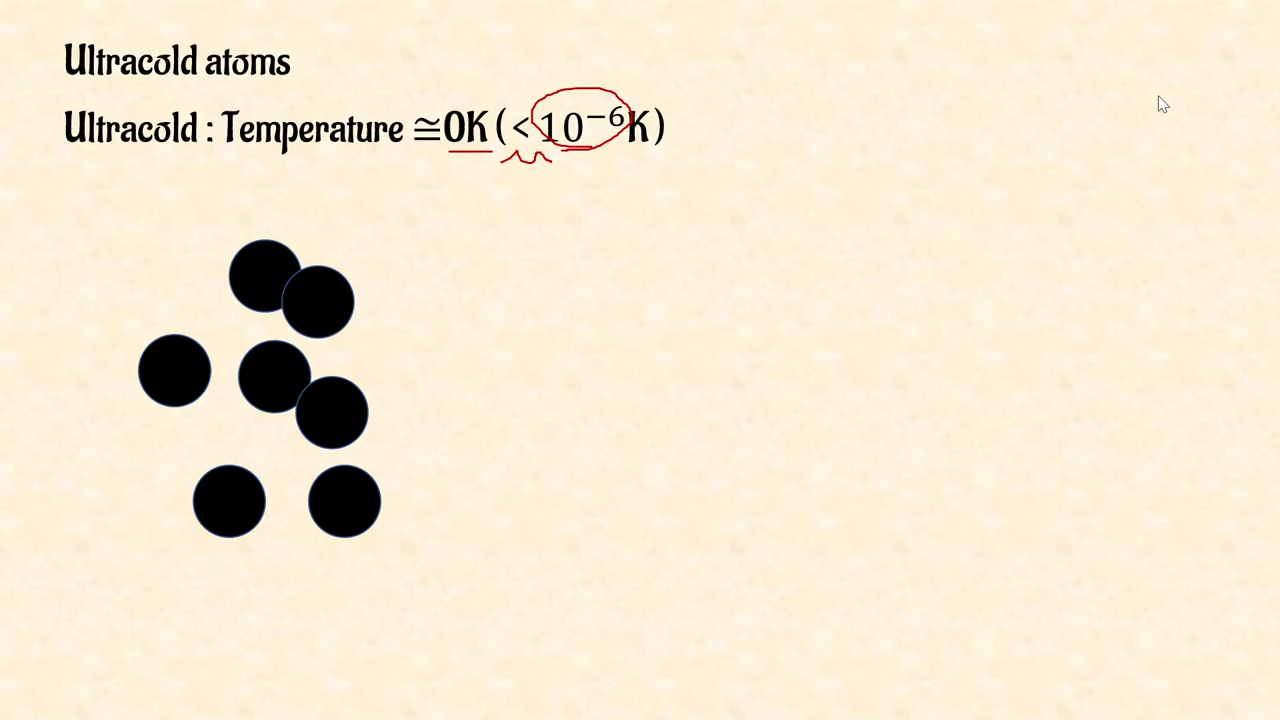 Ultracold atoms
Ultracold : Temperature ≅0K(< 10⁻⁶K)